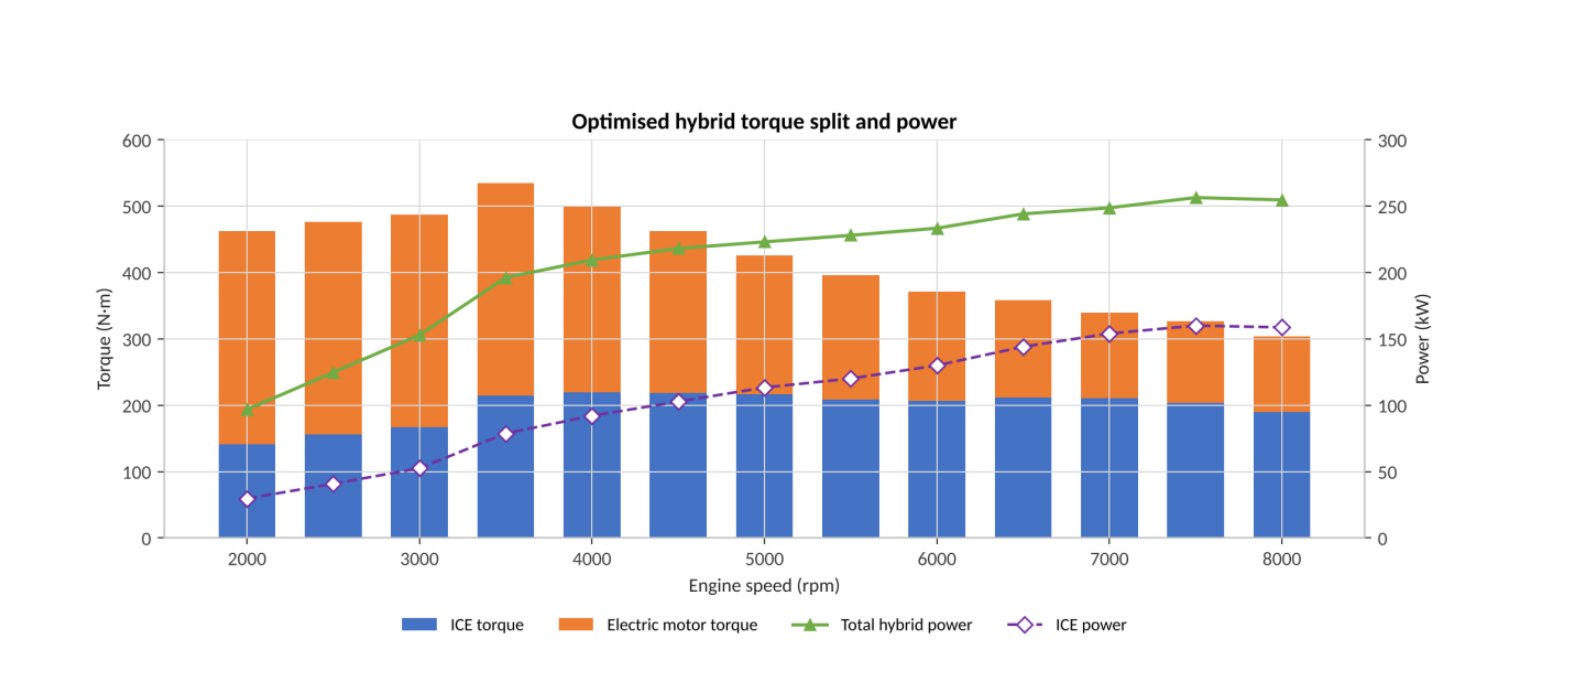 Optimised hybrid torque split and power
600
500
400
300
200
100
0
Torque (N·m)
300
250
200
150
100
50
0
Power (kW)
2000 3000 4000 5000 6000 7000 8000
Engine speed (rpm)
ICE torque Electric motor torque Total hybrid power ICE power